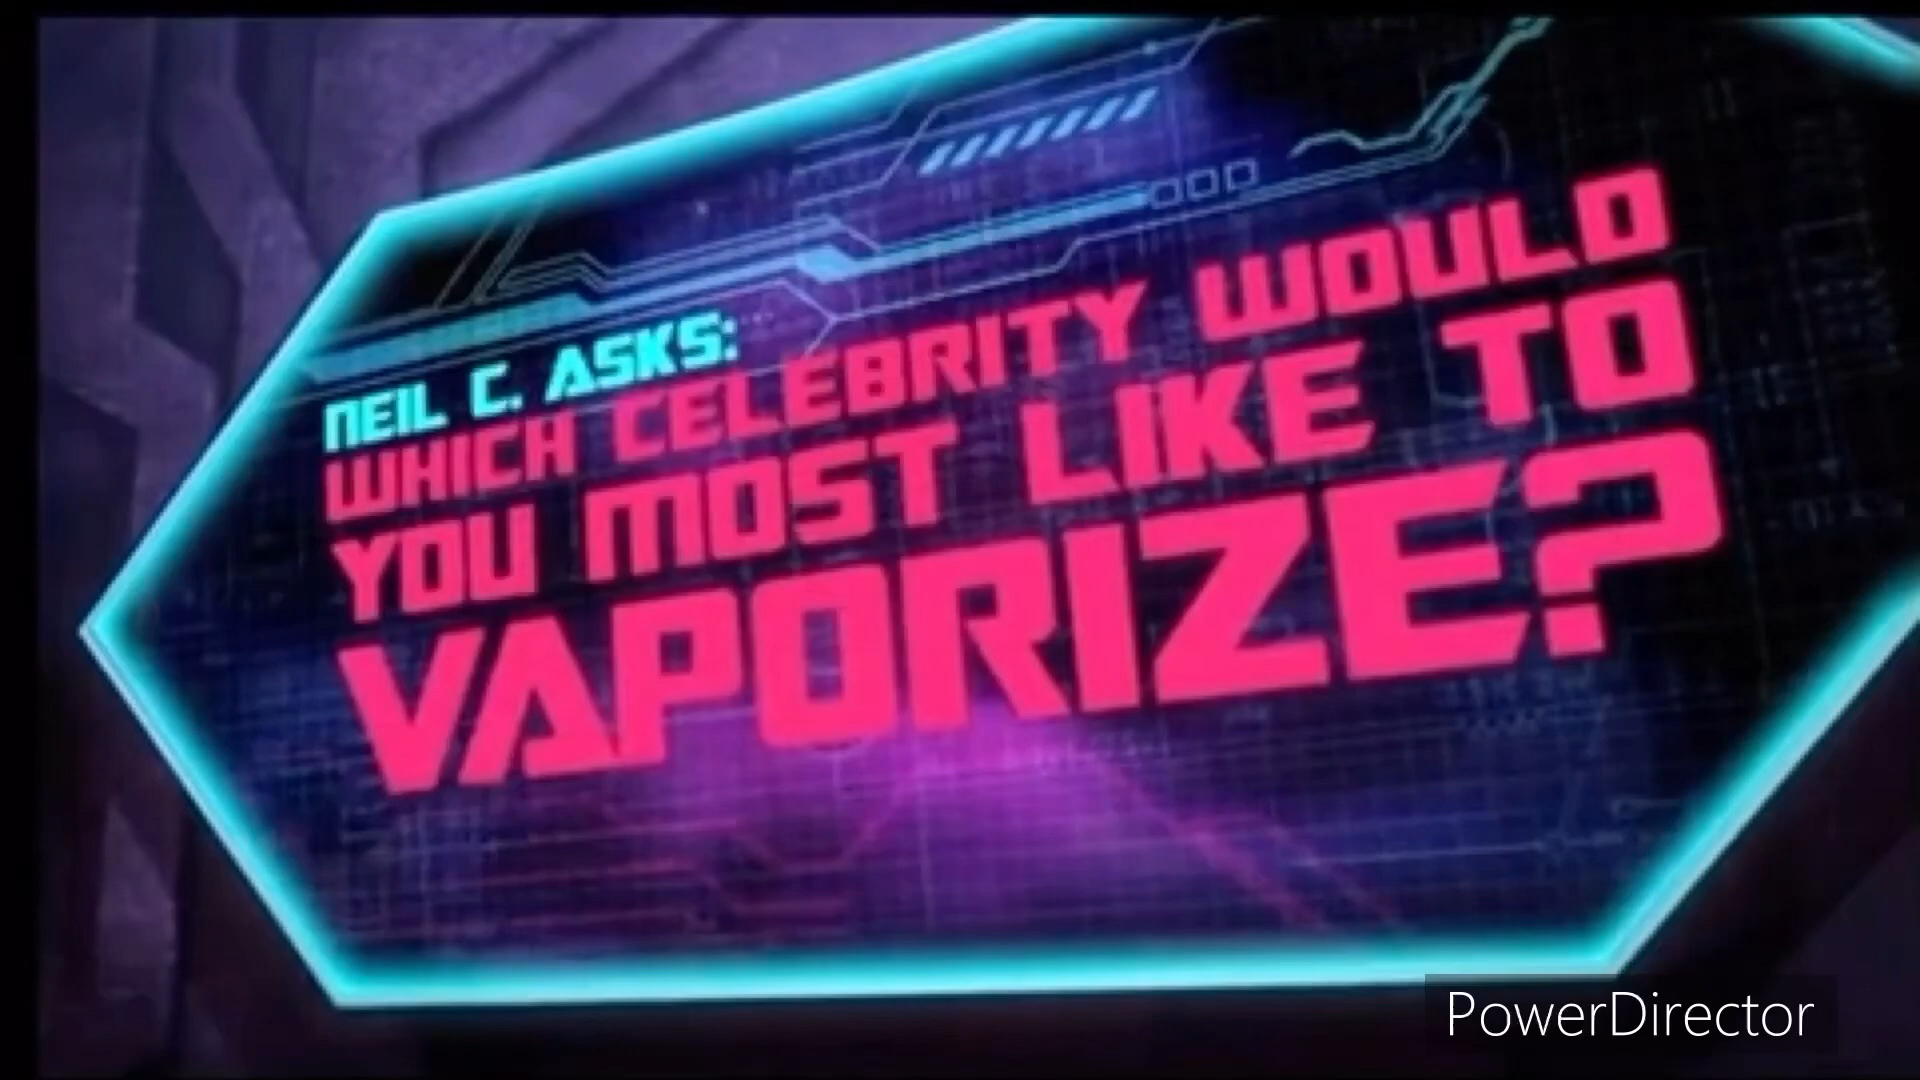 NEIL C. ASKS:
WHICH CELEBRITY WOULD
YOU MOST LIKE TO
VAPORIZE?
PowerDirector